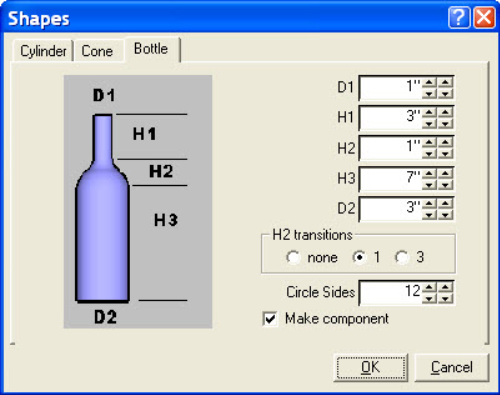 Shapes
Cylinder Cone Bottle
D1
H1
H2
H3
D2
D1 1"
H1 3"
H2 1"
H3 7"
D2 3"
H2 transitions
none 1 3
Circle Sides 12
Make component
OK Cancel